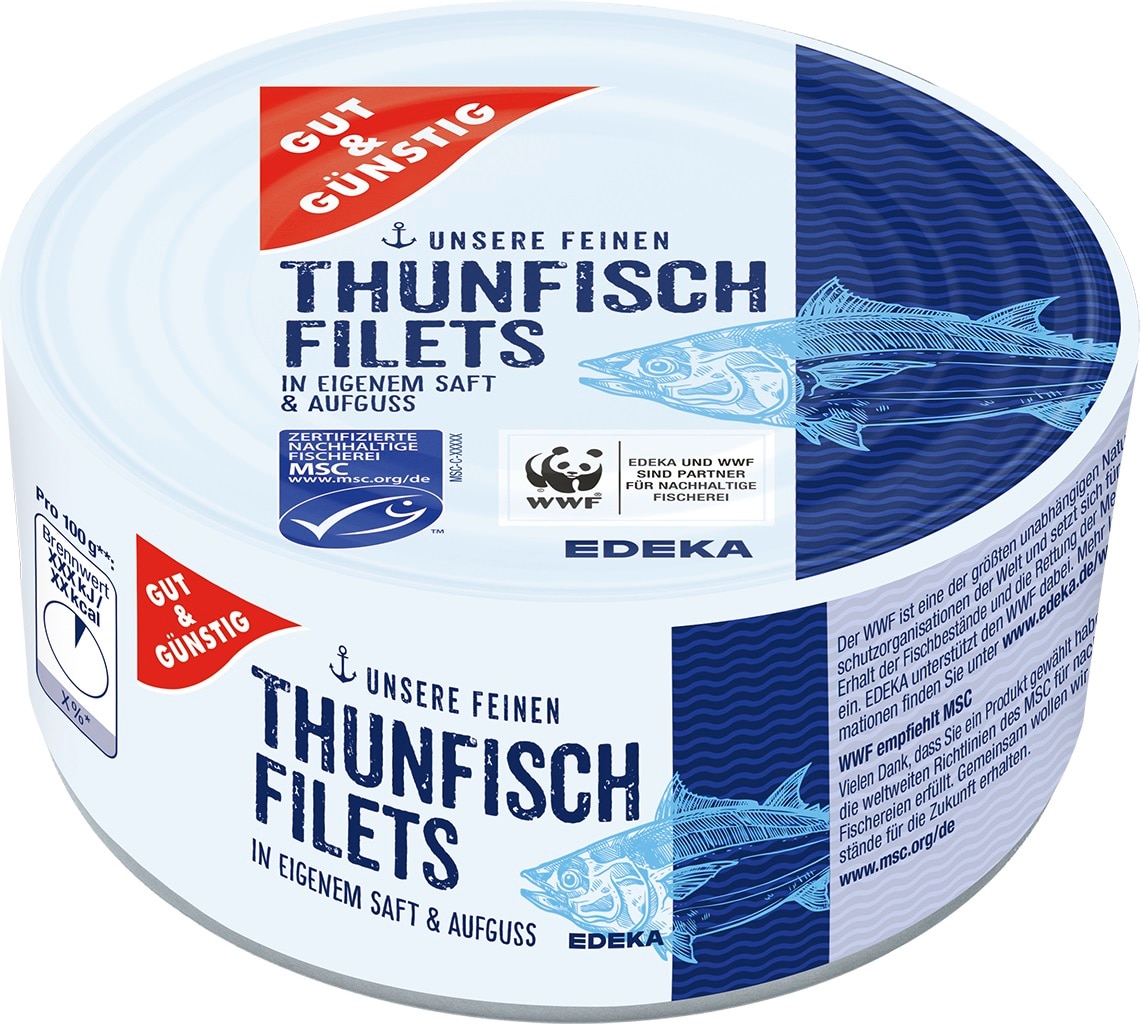 GUT
&
GÜNSTIG
UNSERE FEINEN
THUNFISCH
FILETS
IN EIGENEM SAFT
& AUFGUSS
ZERTIFIZIERTE
NACHHALTIGE
FISCHEREI
MSC
www.msc.org/de
TM
MSC-C-XXXXX
WWF®
EDEKA UND WWF
SIND PARTNER
FÜR NACHHALTIGE
FISCHEREI
EDEKA
Pro 100 g**:
Brennwert
XXX kJ/
XX kcal
X %*
GUT
&
GÜNSTIG
UNSERE FEINEN
THUNFISCH
FILETS
IN EIGENEM SAFT & AUFGUSS
EDEKA
Der WWF ist eine der größten unabhängigen
schutzorganisationen der Welt und setzt sich für
Erhalt der Fischbestände und die Rettung der
ein. EDEKA unterstützt den WWF dabei. Mehr
mationen finden Sie unter www.edeka.de/w
WWF empfiehlt MSC
Vielen Dank, dass Sie ein Produkt gewählt
die weltweiten Richtlinien des MSC für
Fischereien erfüllt. Gemeinsam wollen wir
stände für die Zukunft erhalten.
www.msc.org/de